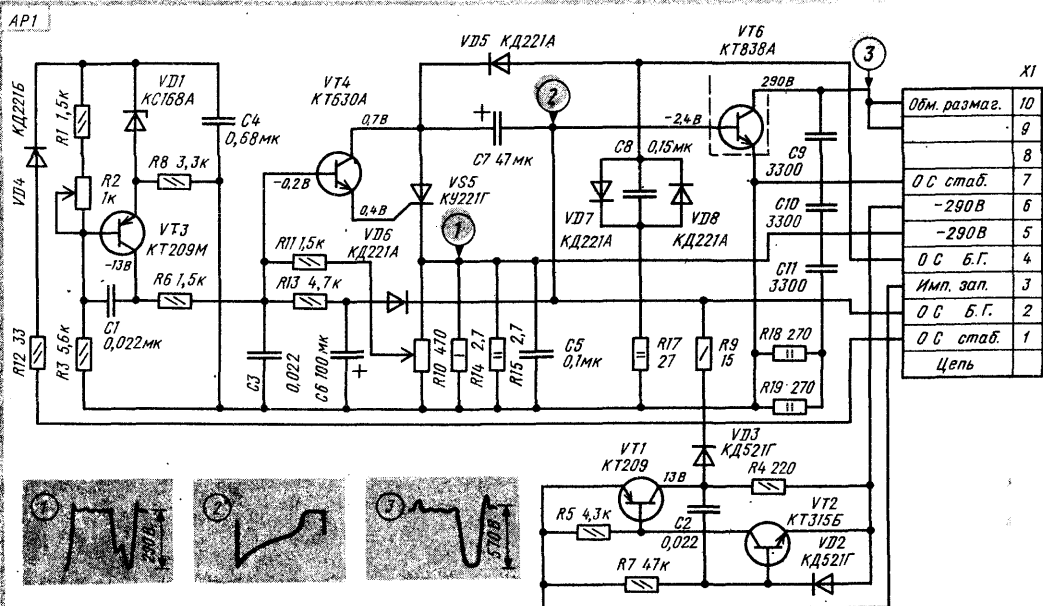 АР1
VD5 КД221А
VT6
КТ838А
3
X1
КД221Б
R1 1,5к
VD1
КС168А
C4
0,68мк
VT4
КТ630А
2
290В
Обм. размаг. 10
9
8
ОС стаб. 7
-290В 6
-290В 5
ОС Б.Г. 4
Имп. зап. 3
ОС Б.Г. 2
ОС стаб. 1
Цепь
0,7В
+
C7 47мк
-2,4В
C8 0,15мк
C9
3300
R8 3,3к
VD4
R2
1к
-0,2В
VS5
КУ221Г
0,4В
VD7
КД221А
VD8
КД221А
C10
3300
VT3
КТ209М
-13В
VD6
КД221А
1
R11 1,5к
R13 4,7к
C11
3300
R6 1,5к
C1
0,022мк
R12 33
R3 5,6к
C3
0,022
C6 100мк
+
R10 470
R14 2,7
R15 2,7
C5
0,1мк
R17
27
R9
15
R18 270
R19 270
VT1
КТ209
VD3
КД521Г
13В
R4 220
VT2
КТ315Б
R5 4,3к
C2
0,022
VD2
КД521Г
R7 47к
1
230В
2
3
570В